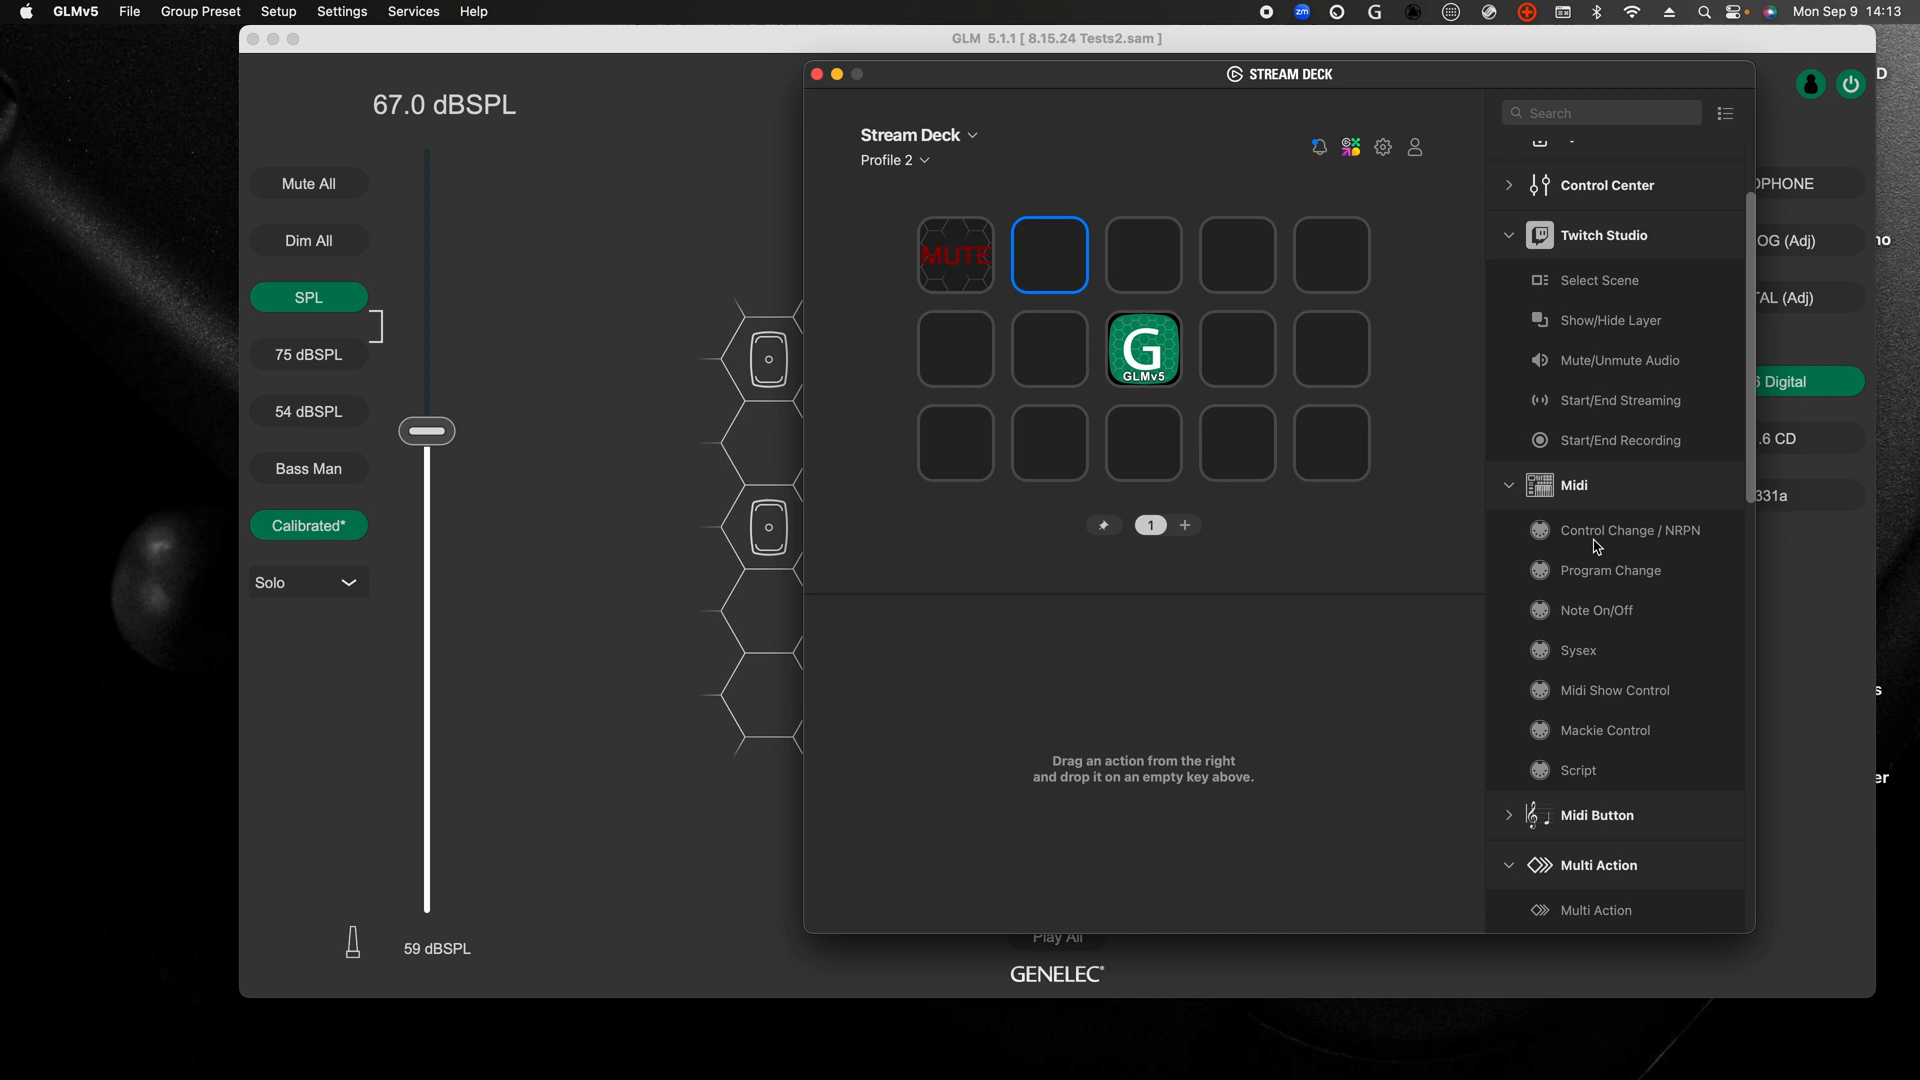 GLMv5 File Group Preset Setup Settings Services Help
zm G Mon Sep 9 14:13
GLM 5.1.1 [ 8.15.24 Tests2.sam ]
67.0 dBSPL
Mute All
Dim All
SPL
75 dBSPL
54 dBSPL
Bass Man
Calibrated*
Solo
59 dBSPL
STREAM DECK
Stream Deck
Profile 2
MUTE
G
GLMv5
1 +
Drag an action from the right
and drop it on an empty key above.
Search
Control Center
Twitch Studio
Select Scene
Show/Hide Layer
Mute/Unmute Audio
Start/End Streaming
Start/End Recording
Midi
Control Change / NRPN
Program Change
Note On/Off
Sysex
Midi Show Control
Mackie Control
Script
Midi Button
Multi Action
Multi Action
OPHONE
OG (Adj)
TAL (Adj)
Digital
.6 CD
331a
D
no
s
er
Play All
GENELEC